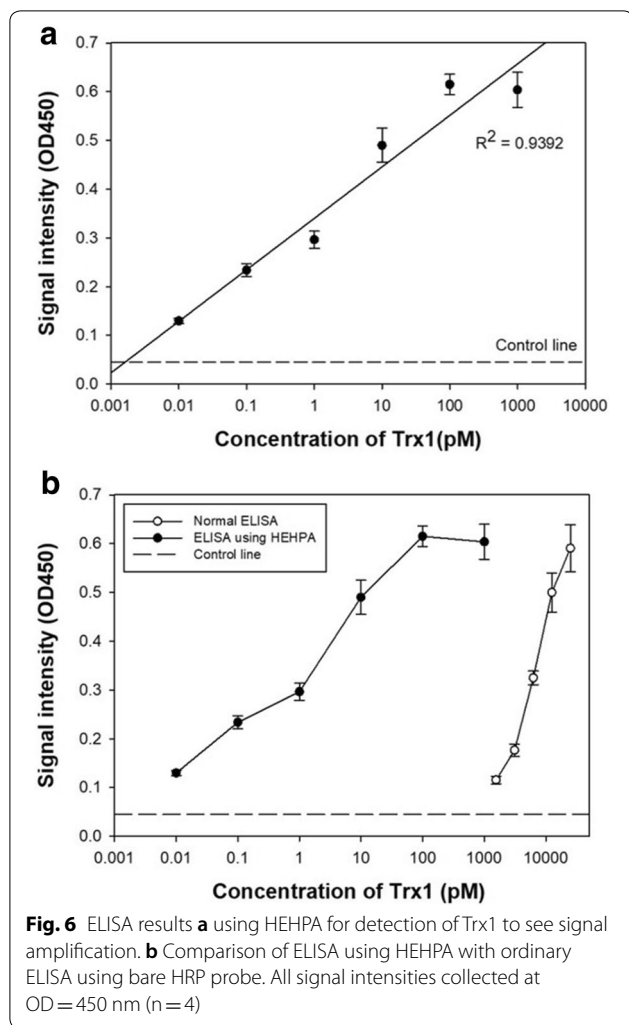 a
0.7
0.6
0.5
0.4
0.3
0.2
0.1
0.0
Signal intensity (OD450)
R² = 0.9392
Control line
0.001 0.01 0.1 1 10 100 1000 10000
Concentration of Trx1(pM)
b
0.7
0.6
0.5
0.4
0.3
0.2
0.1
0.0
Signal intensity (OD450)
Normal ELISA
ELISA using HEHPA
Control line
0.001 0.01 0.1 1 10 100 1000 10000
Concentration of Trx1 (pM)
Fig. 6 ELISA results a using HEHPA for detection of Trx1 to see signal
amplification. b Comparison of ELISA using HEHPA with ordinary
ELISA using bare HRP probe. All signal intensities collected at
OD = 450 nm (n = 4)